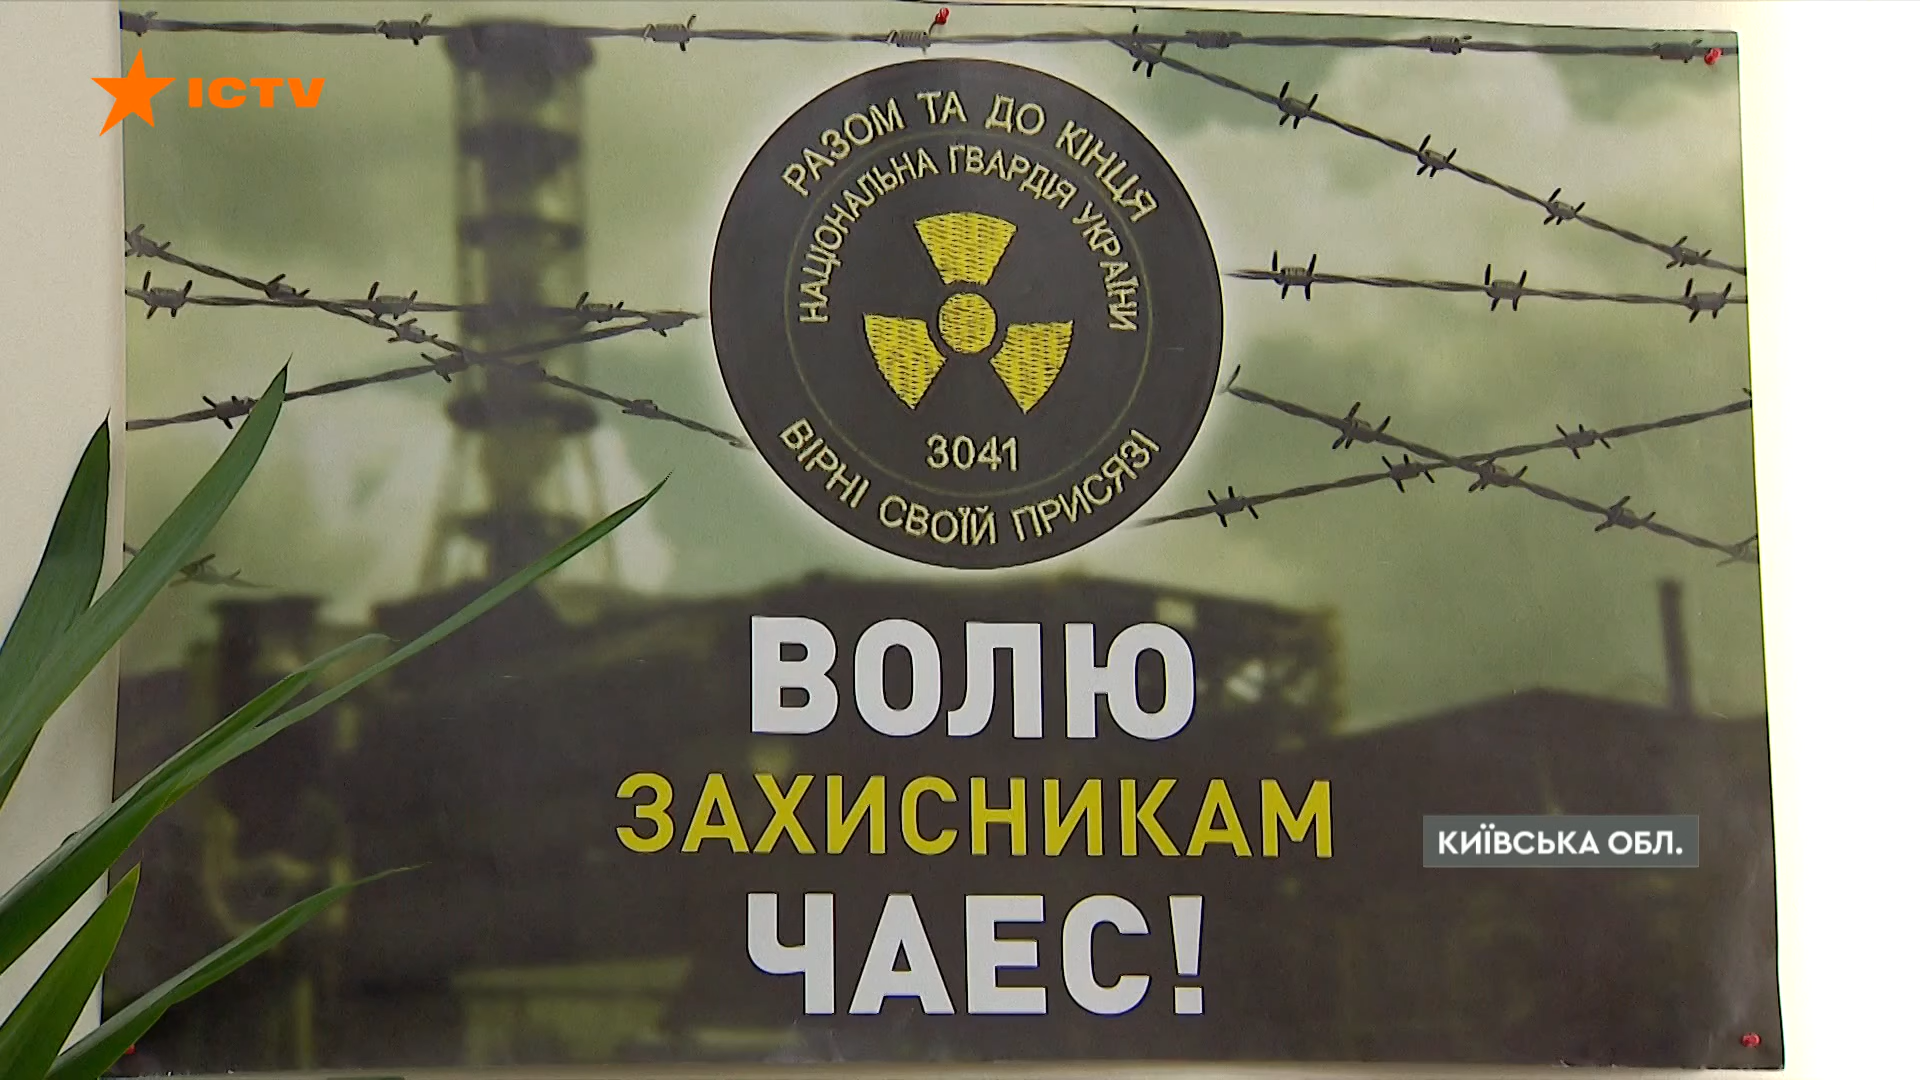 ICTV
РАЗОМ ТА ДО КІНЦЯ
НАЦІОНАЛЬНА ГВАРДІЯ УКРАЇНИ
3041
ВІРНІ СВОЇЙ ПРИСЯЗІ
ВОЛЮ
ЗАХИСНИКАМ
ЧАЕС!
КИЇВСЬКА ОБЛ.